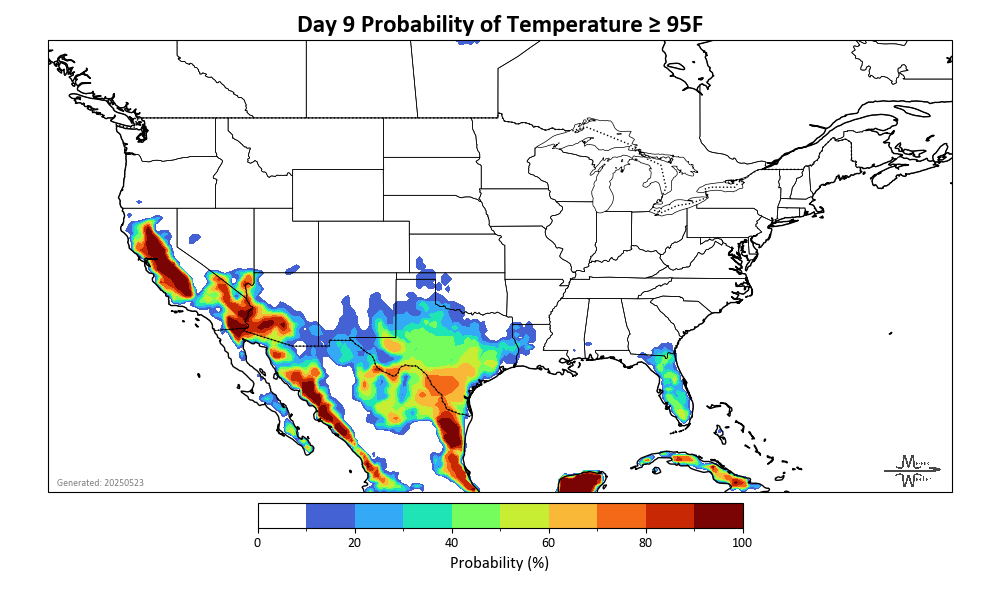 Day 9 Probability of Temperature ≥ 95F
Generated: 20250523
0 20 40 60 80 100
Probability (%)